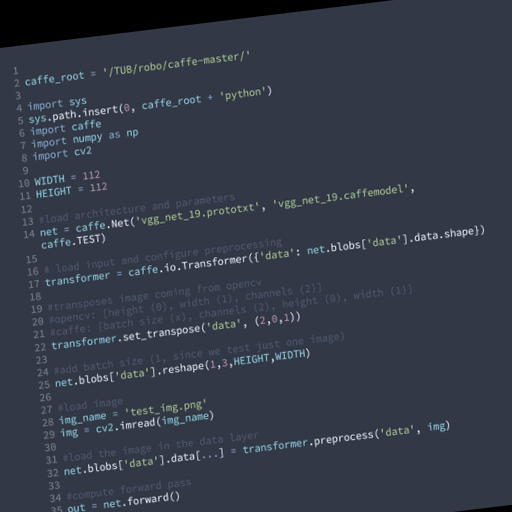 1
2 caffe_root = '/TUB/robo/caffe-master/'
3
4 import sys
5 sys.path.insert(0, caffe_root + 'python')
6 import caffe
7 import numpy as np
8 import cv2
9
10 WIDTH = 112
11 HEIGHT = 112
12
13 #load architecture and parameters
14 net = caffe.Net('vgg_net_19.prototxt', 'vgg_net_19.caffemodel',
caffe.TEST)
15
16 # load input and configure preprocessing
17 transformer = caffe.io.Transformer({'data': net.blobs['data'].data.shape})
18
19 #transposes image coming from opencv
20 #opencv: [height (0), width (1), channels (2)]
21 #caffe: [batch size (x), channels (2), height (0), width (1)]
22 transformer.set_transpose('data', (2,0,1))
23
24 #add batch size (1, since we test just one image)
25 net.blobs['data'].reshape(1,3,HEIGHT,WIDTH)
26
27 #load image
28 img_name = 'test_img.png'
29 img = cv2.imread(img_name)
30
31 #load the image in the data layer
32 net.blobs['data'].data[...] = transformer.preprocess('data', img)
33
34 #compute forward pass
35 out = net.forward()